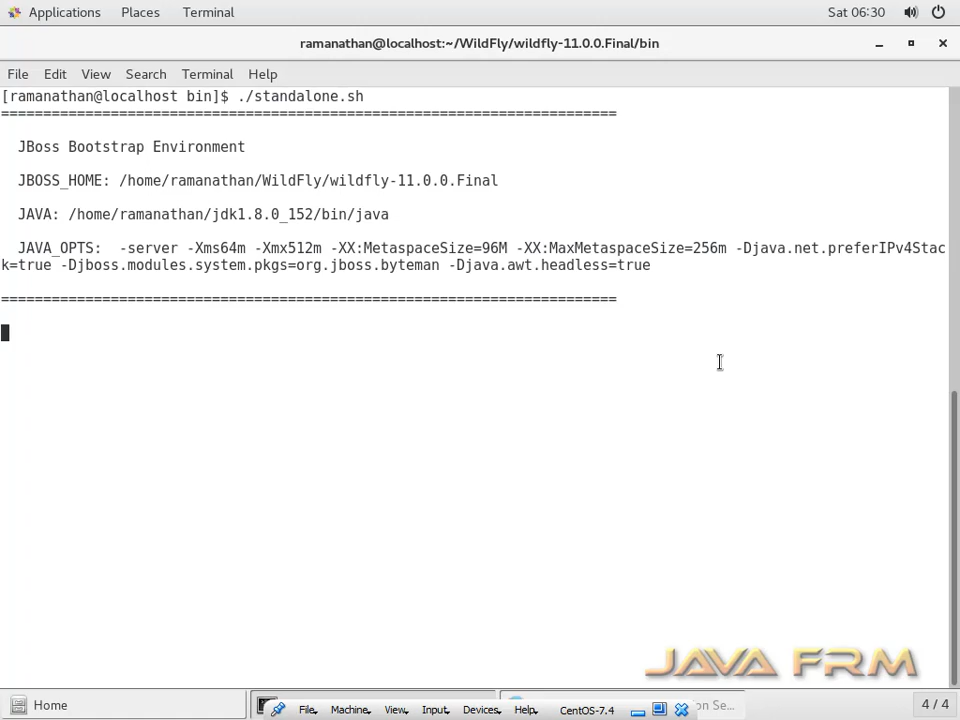 Applications Places Terminal Sat 06:30
ramanathan@localhost:~/WildFly/wildfly-11.0.0.Final/bin
File Edit View Search Terminal Help
[ramanathan@localhost bin]$ ./standalone.sh
=========================================================================
JBoss Bootstrap Environment
JBOSS_HOME: /home/ramanathan/WildFly/wildfly-11.0.0.Final
JAVA: /home/ramanathan/jdk1.8.0_152/bin/java
JAVA_OPTS:  -server -Xms64m -Xmx512m -XX:MetaspaceSize=96M -XX:MaxMetaspaceSize=256m -Djava.net.preferIPv4Stac
k=true -Djboss.modules.system.pkgs=org.jboss.byteman -Djava.awt.headless=true
=========================================================================
JAVA FRM
Home File Machine View Input Devices Help CentOS-7.4 on Se... 4 / 4